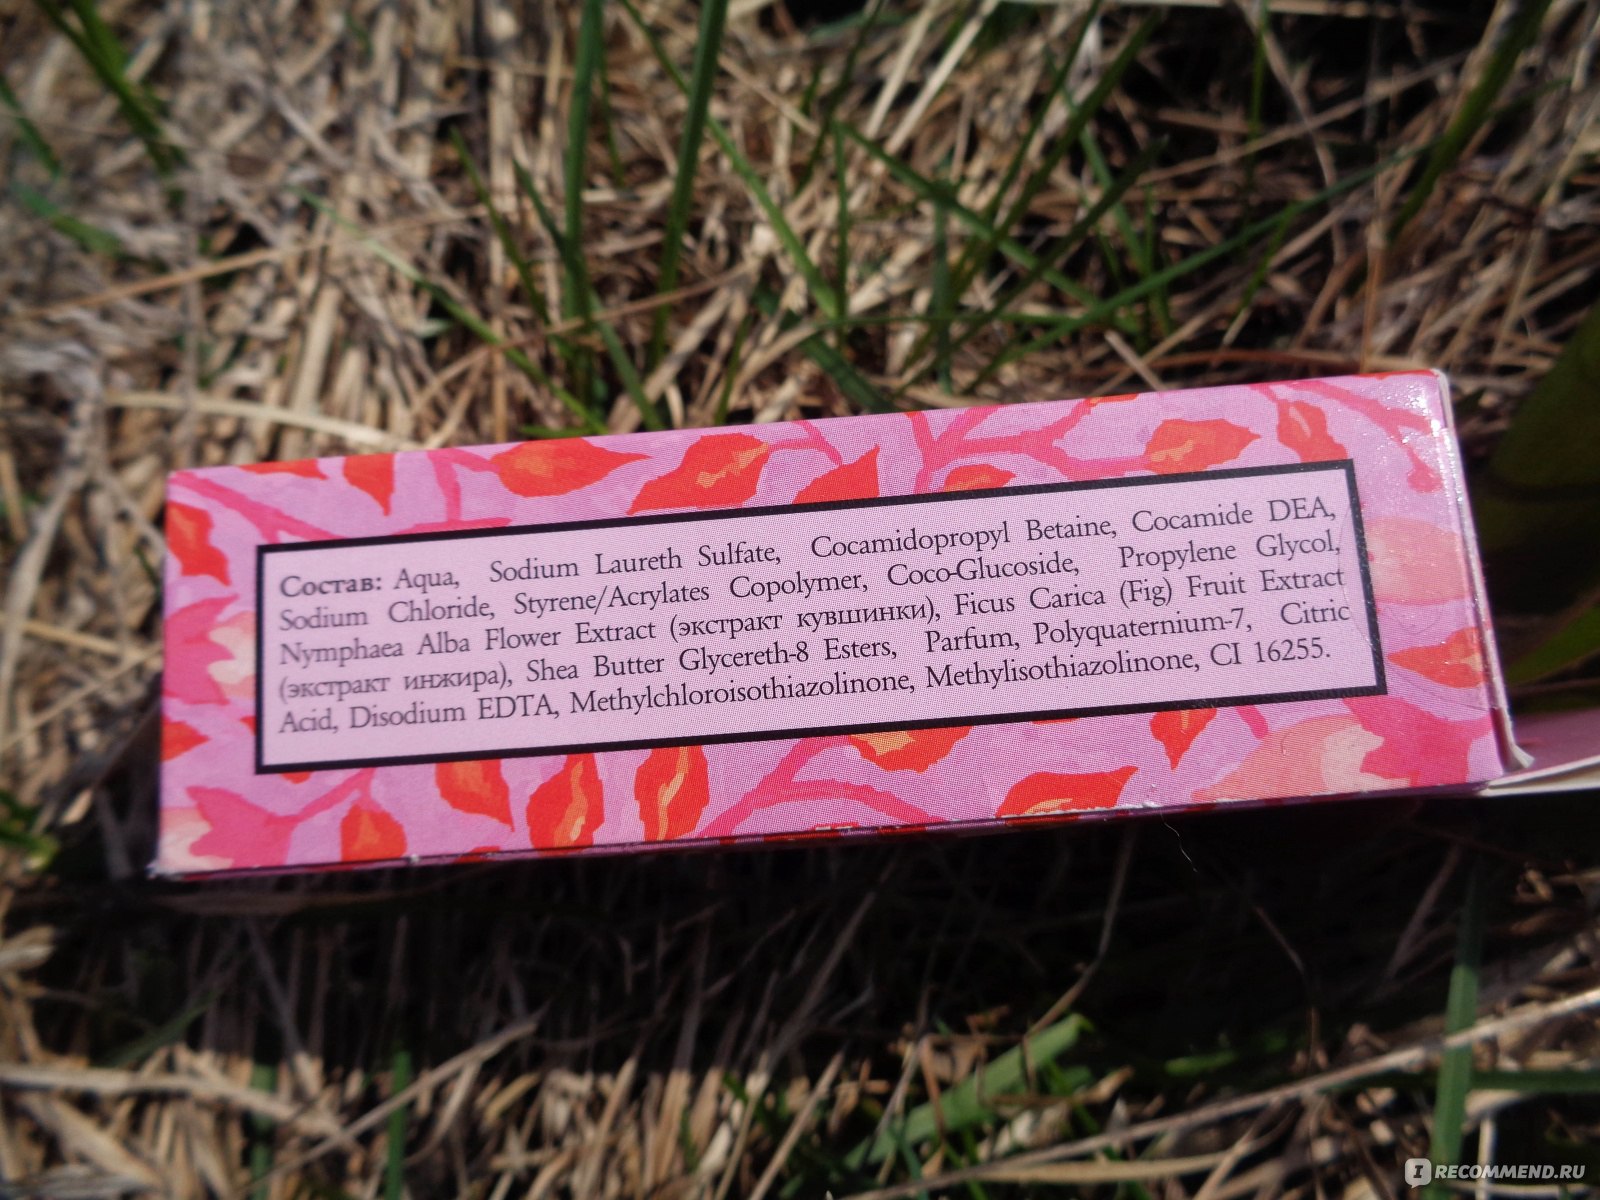 Состав: Aqua, Sodium Laureth Sulfate, Cocamidopropyl Betaine, Cocamide DEA,
Sodium Chloride, Styrene/Acrylates Copolymer, Coco-Glucoside, Propylene Glycol,
Nymphaea Alba Flower Extract (экстракт кувшинки), Ficus Carica (Fig) Fruit Extract
(экстракт инжира), Shea Butter Glycereth-8 Esters, Parfum, Polyquaternium-7, Citric
Acid, Disodium EDTA, Methylchloroisothiazolinone, Methylisothiazolinone, CI 16255.
IRECOMMEND.RU